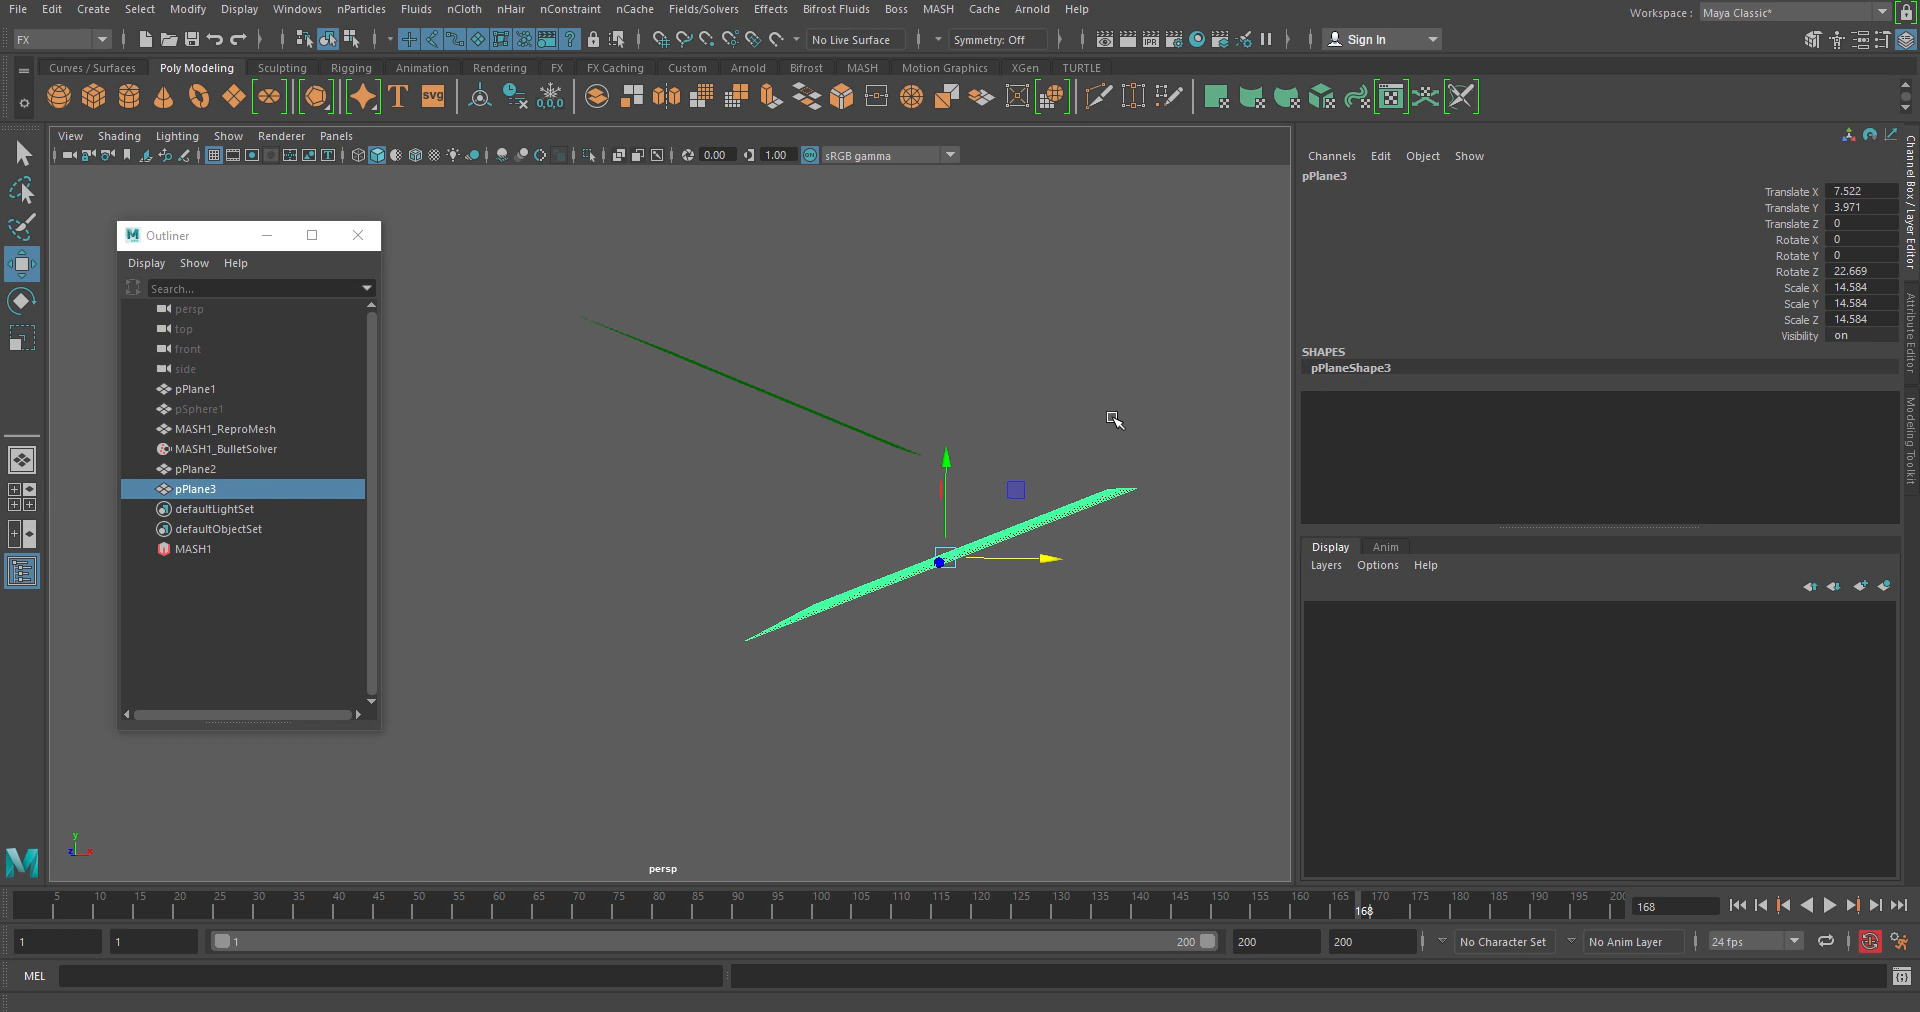 File Edit Create Select Modify Display Windows nParticles Fluids nCloth nHair nConstraint nCache Fields/Solvers Effects Bifrost Fluids Boss MASH Cache Arnold Help
Workspace : Maya Classic*
FX No Live Surface Symmetry: Off IPR Sign In
Curves / Surfaces Poly Modeling Sculpting Rigging Animation Rendering FX FX Caching Custom Arnold Bifrost MASH Motion Graphics XGen TURTLE
T svg 0,0,0
View Shading Lighting Show Renderer Panels
0.00 1.00 sRGB gamma
Channels Edit Object Show
pPlane3
Translate X 7.522
Translate Y 3.971
Translate Z 0
Rotate X 0
Rotate Y 0
Rotate Z 22.669
Scale X 14.584
Scale Y 14.584
Scale Z 14.584
Visibility on
SHAPES
pPlaneShape3
Channel Box / Layer Editor
Attribute Editor
Modeling Toolkit
M Outliner
Display Show Help
Search...
persp
top
front
side
pPlane1
pSphere1
MASH1_ReproMesh
MASH1_BulletSolver
pPlane2
pPlane3
defaultLightSet
defaultObjectSet
MASH1
Display Anim
Layers Options Help
y
z x
persp
5 10 15 20 25 30 35 40 45 50 55 60 65 70 75 80 85 90 95 100 105 110 115 120 125 130 135 140 145 150 155 160 165 170 175 180 185 190 195 200
168
168
1 1 1 200 200 200 No Character Set No Anim Layer 24 fps
MEL